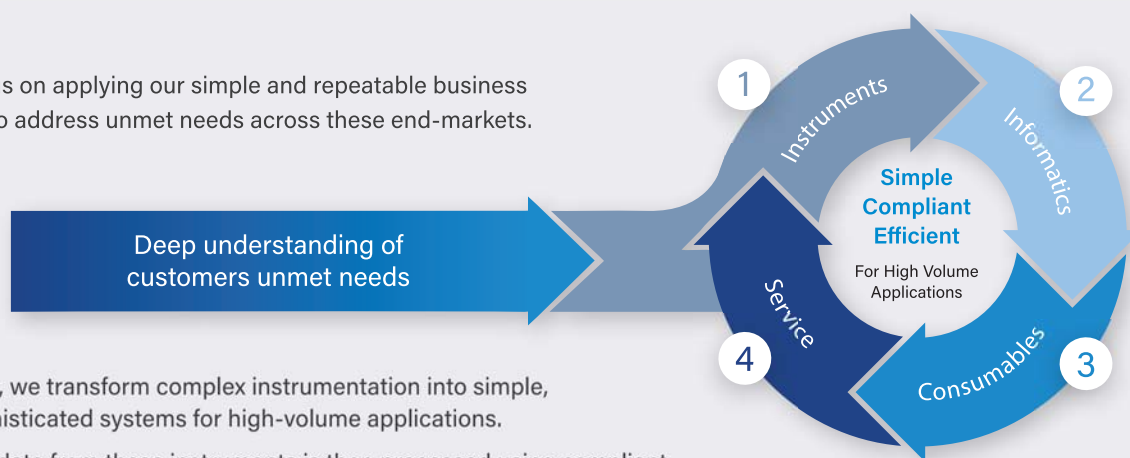 s on applying our simple and repeatable business
o address unmet needs across these end-markets.
Deep understanding of
customers unmet needs
1
Instruments
2
Informatics
Simple
Compliant
Efficient
For High Volume
Applications
Service
4
Consumables
3
, we transform complex instrumentation into simple,
histicated systems for high-volume applications.